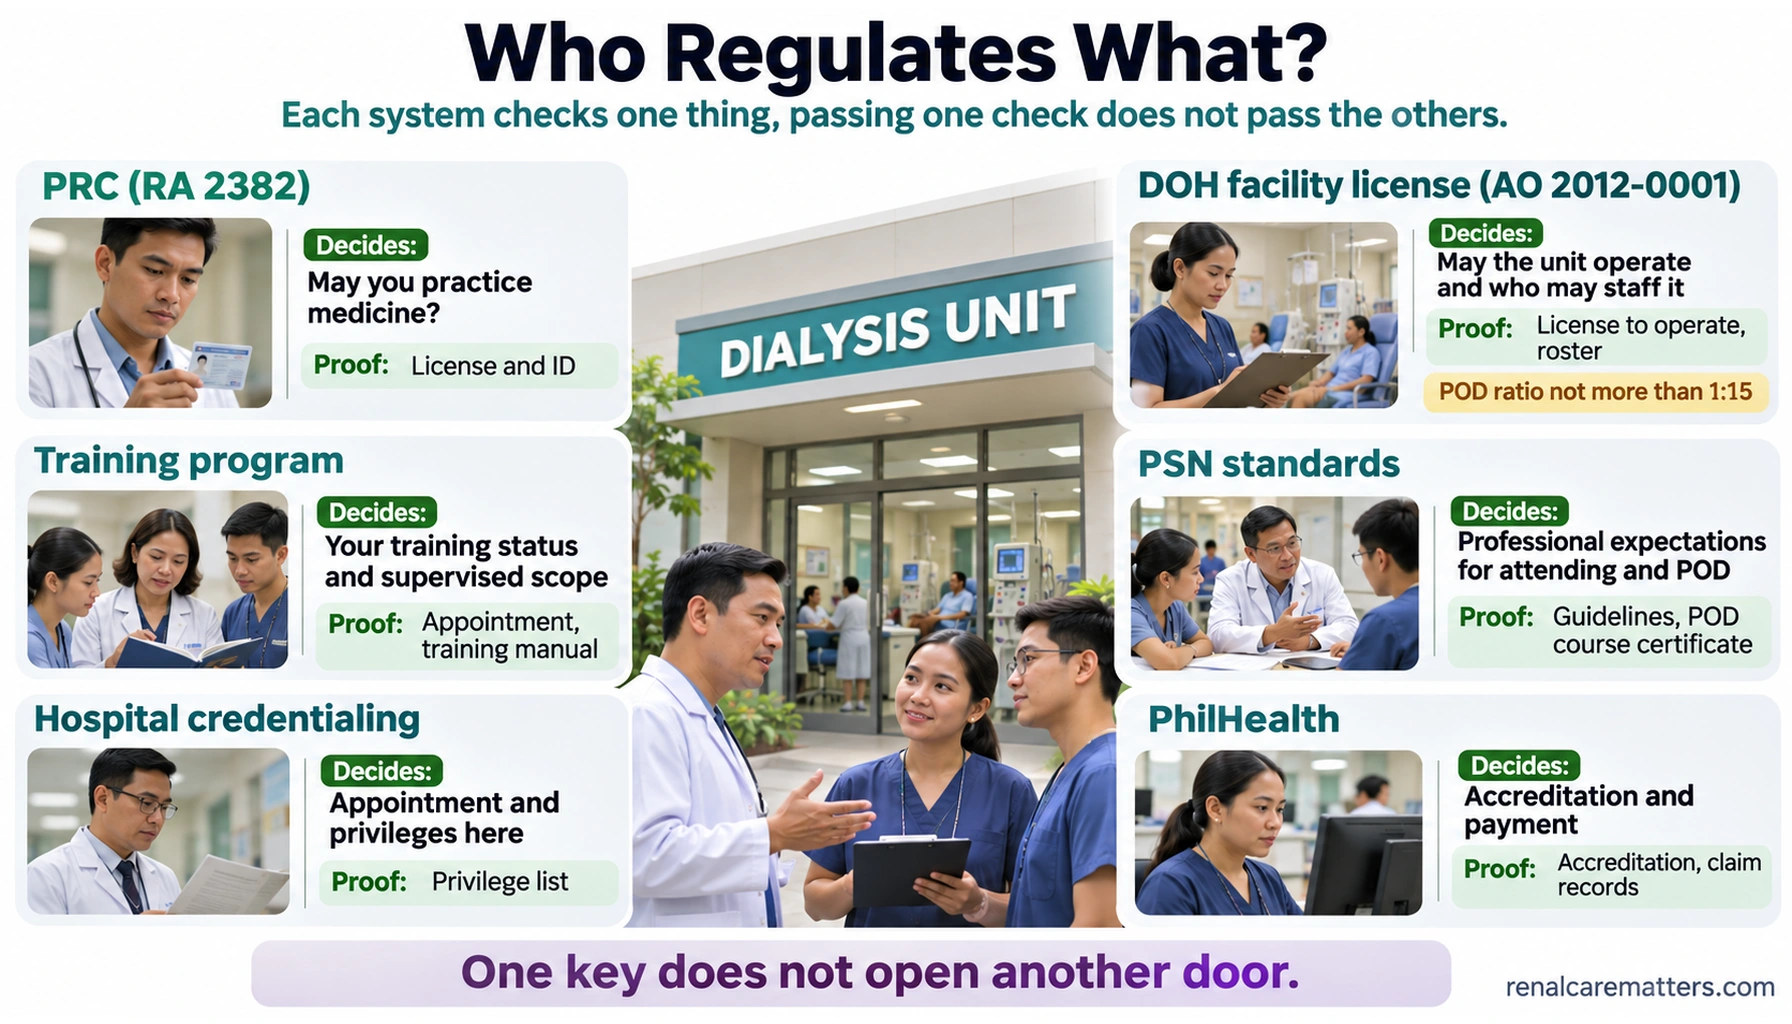 Who Regulates What?
Each system checks one thing, passing one check does not pass the others.
PRC (RA 2382)
Decides:
May you practice
medicine?
Proof: License and ID
Training program
Decides:
Your training status
and supervised scope
Proof: Appointment,
training manual
Hospital credentialing
Decides:
Appointment and
privileges here
Proof: Privilege list
DIALYSIS UNIT
DOH facility license (AO 2012-0001)
Decides:
May the unit operate
and who may staff it
Proof: License to operate,
roster
POD ratio not more than 1:15
PSN standards
Decides:
Professional expectations
for attending and POD
Proof: Guidelines, POD
course certificate
PhilHealth
Decides:
Accreditation and
payment
Proof: Accreditation, claim
records
One key does not open another door.
renalcarematters.com